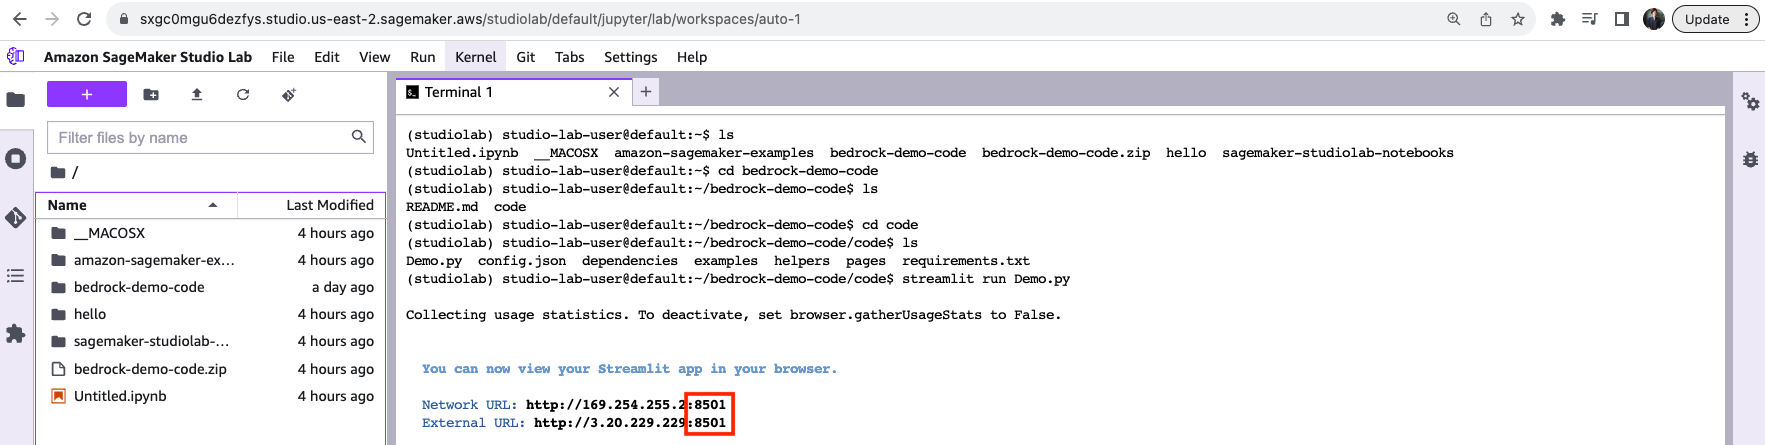 sxgc0mgu6dezfys.studio.us-east-2.sagemaker.aws/studiolab/default/jupyter/lab/workspaces/auto-1
Update
Amazon SageMaker Studio Lab File Edit View Run Kernel Git Tabs Settings Help
+
Terminal 1
Filter files by name
/
Name Last Modified
__MACOSX 4 hours ago
amazon-sagemaker-ex... 4 hours ago
bedrock-demo-code a day ago
hello 4 hours ago
sagemaker-studiolab-... 4 hours ago
bedrock-demo-code.zip 4 hours ago
Untitled.ipynb 4 hours ago
(studiolab) studio-lab-user@default:~$ ls
Untitled.ipynb __MACOSX amazon-sagemaker-examples bedrock-demo-code bedrock-demo-code.zip hello sagemaker-studiolab-notebooks
(studiolab) studio-lab-user@default:~$ cd bedrock-demo-code
(studiolab) studio-lab-user@default:~/bedrock-demo-code$ ls
README.md code
(studiolab) studio-lab-user@default:~/bedrock-demo-code$ cd code
(studiolab) studio-lab-user@default:~/bedrock-demo-code/code$ ls
Demo.py config.json dependencies examples helpers pages requirements.txt
(studiolab) studio-lab-user@default:~/bedrock-demo-code/code$ streamlit run Demo.py
Collecting usage statistics. To deactivate, set browser.gatherUsageStats to False.
You can now view your Streamlit app in your browser.
Network URL: http://169.254.255.2:8501
External URL: http://3.20.229.229:8501